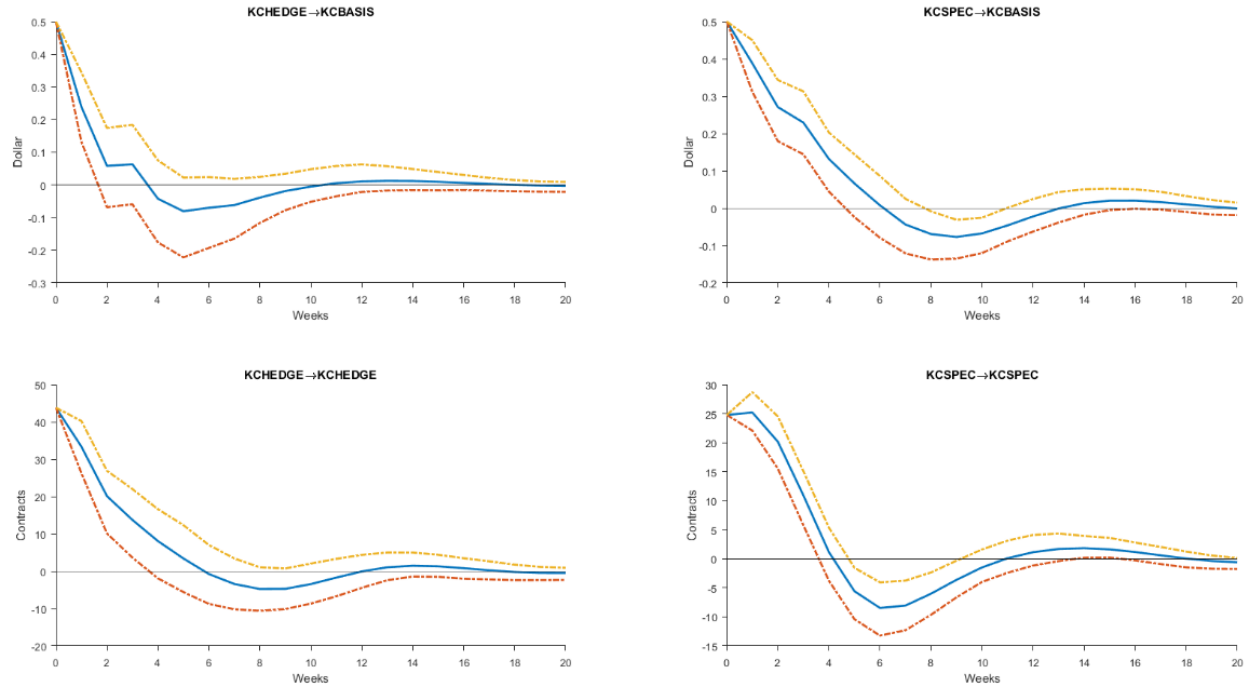 KCHEDGE→KCBASIS
0.5
0.4
0.3
0.2
0.1
0
-0.1
-0.2
-0.3
Dollar
0 2 4 6 8 10 12 14 16 18 20
Weeks
KCSPEC→KCBASIS
0.5
0.4
0.3
0.2
0.1
0
-0.1
-0.2
Dollar
0 2 4 6 8 10 12 14 16 18 20
Weeks
KCHEDGE→KCHEDGE
50
40
30
20
10
0
-10
-20
Contracts
0 2 4 6 8 10 12 14 16 18 20
Weeks
KCSPEC→KCSPEC
30
25
20
15
10
5
0
-5
-10
-15
Contracts
0 2 4 6 8 10 12 14 16 18 20
Weeks